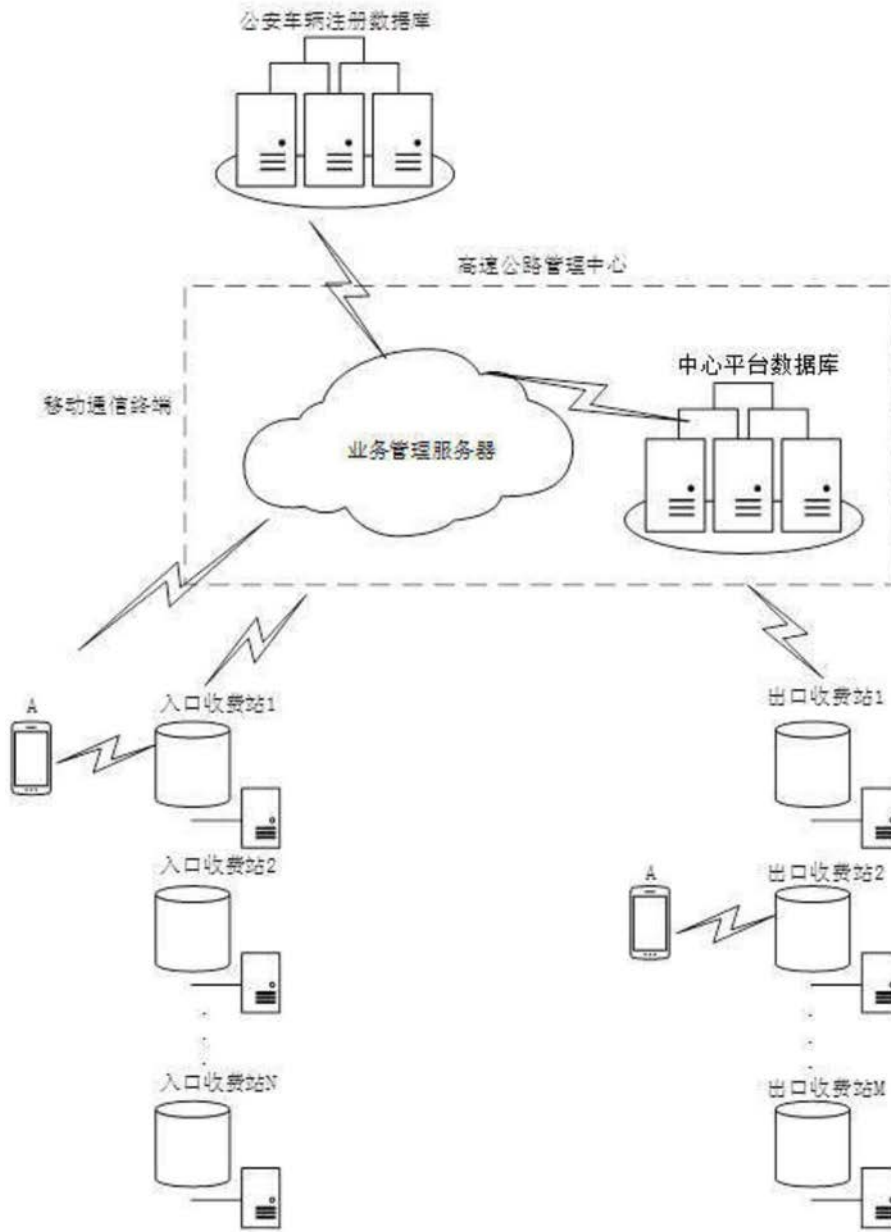 公安车辆注册数据库
高速公路管理中心
中心平台数据库
移动通信终端
业务管理服务器
A
入口收费站1
出口收费站1
入口收费站2
A
出口收费站2
入口收费站N
出口收费站M